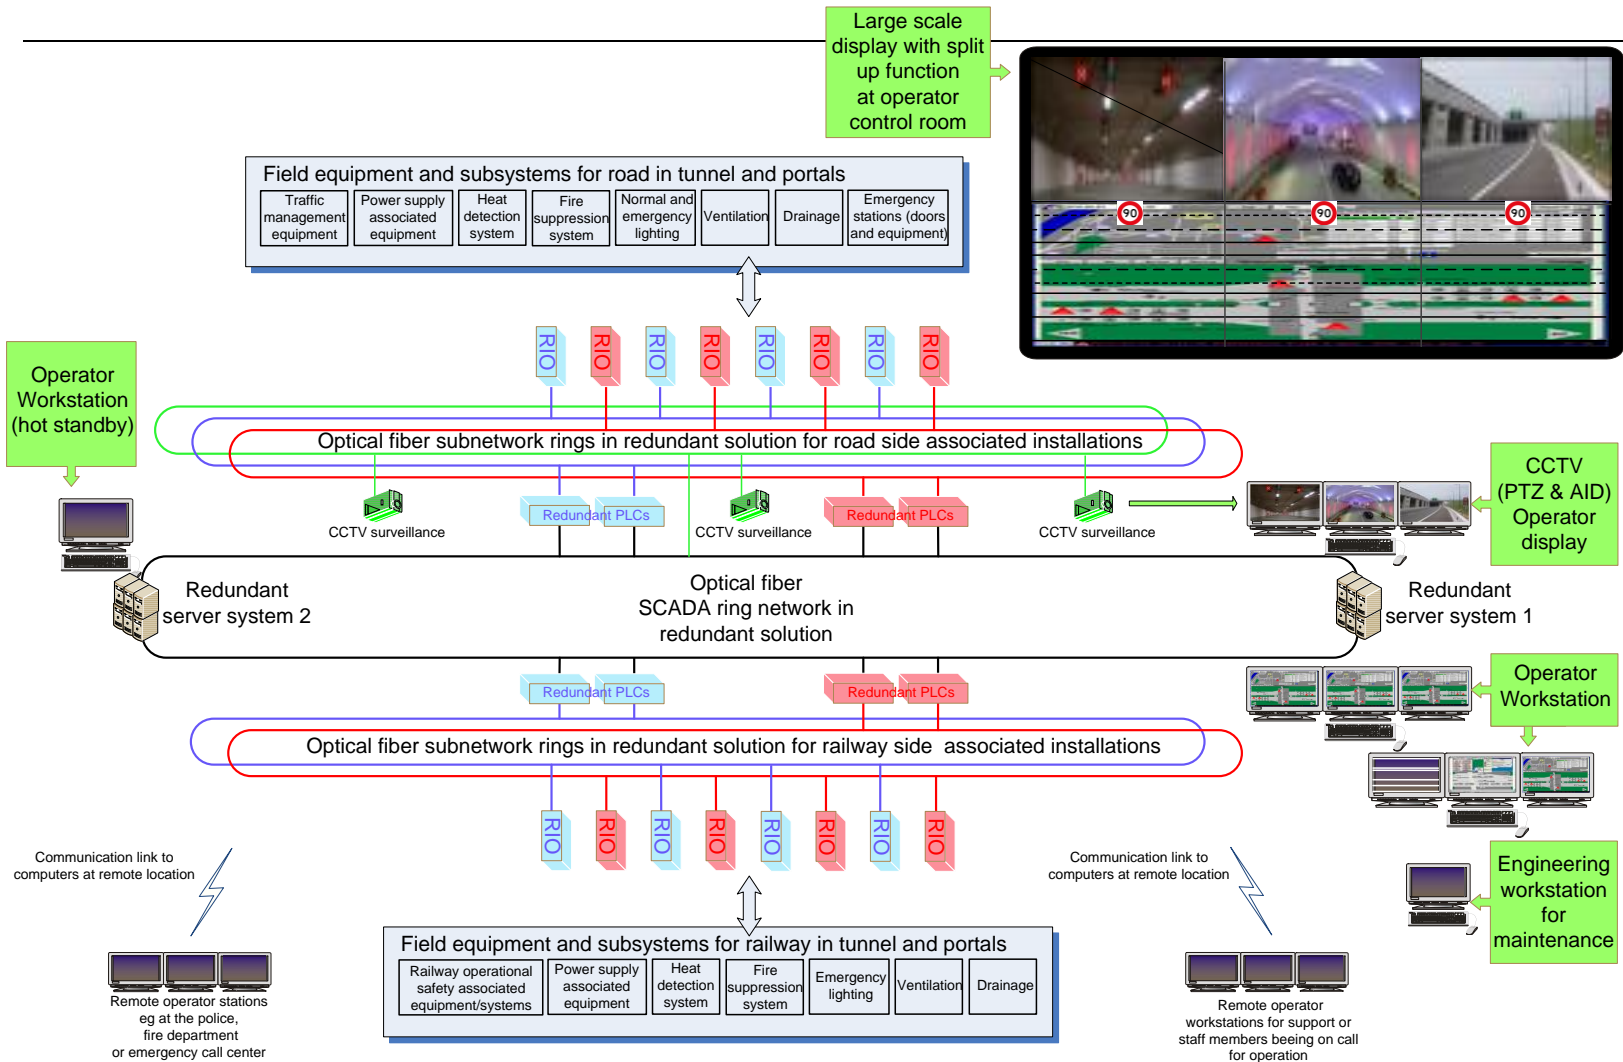 Large scale
display with split
up function
at operator
control room
90
90
90
Field equipment and subsystems for road in tunnel and portals
Traffic
management
equipment
Power supply
associated
equipment
Heat
detection
system
Fire
suppression
system
Normal and
emergency
lighting
Ventilation
Drainage
Emergency
stations (doors
and equipment)
RIO
RIO
RIO
RIO
RIO
RIO
RIO
RIO
Operator
Workstation
(hot standby)
Optical fiber subnetwork rings in redundant solution for road side associated installations
CCTV
(PTZ & AID)
Operator
display
Redundant PLCs
Redundant PLCs
CCTV surveillance
CCTV surveillance
CCTV surveillance
Redundant
server system 2
Optical fiber
SCADA ring network in
redundant solution
Redundant
server system 1
Redundant PLCs
Redundant PLCs
Operator
Workstation
Optical fiber subnetwork rings in redundant solution for railway side  associated installations
RIO
RIO
RIO
RIO
RIO
RIO
RIO
RIO
Communication link to
computers at remote location
Communication link to
computers at remote location
Engineering
workstation
for
maintenance
Field equipment and subsystems for railway in tunnel and portals
Railway operational
safety associated
equipment/systems
Power supply
associated
equipment
Heat
detection
system
Fire
suppression
system
Emergency
lighting
Ventilation
Drainage
Remote operator stations
eg at the police,
fire department
or emergency call center
Remote operator
workstations for support or
staff members beeing on call
for operation